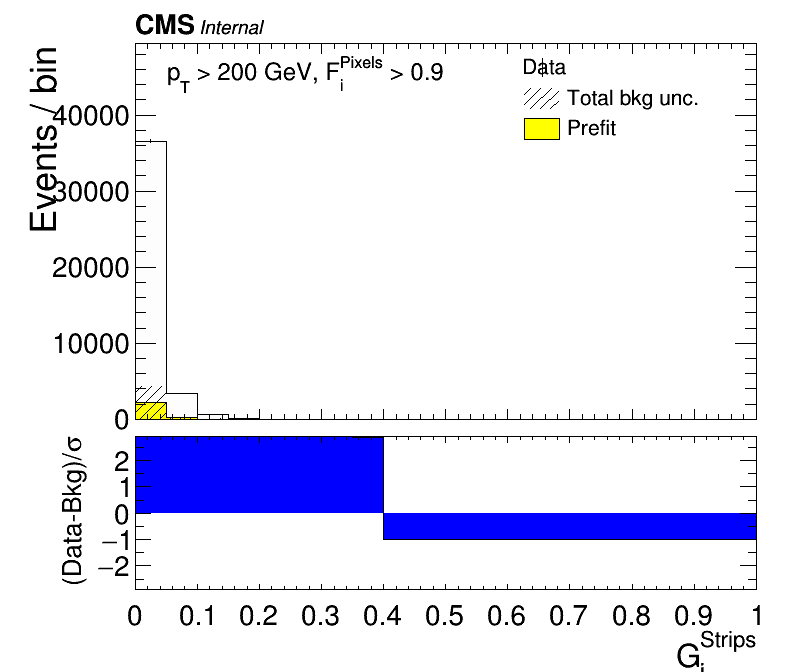 CMS Internal
p_T > 200 GeV, F_i^Pixels > 0.9
Data
Total bkg unc.
Prefit
Events / bin
40000
30000
20000
10000
0
(Data-Bkg)/σ
2
1
0
−1
−2
0 0.1 0.2 0.3 0.4 0.5 0.6 0.7 0.8 0.9 1
G_i^Strips